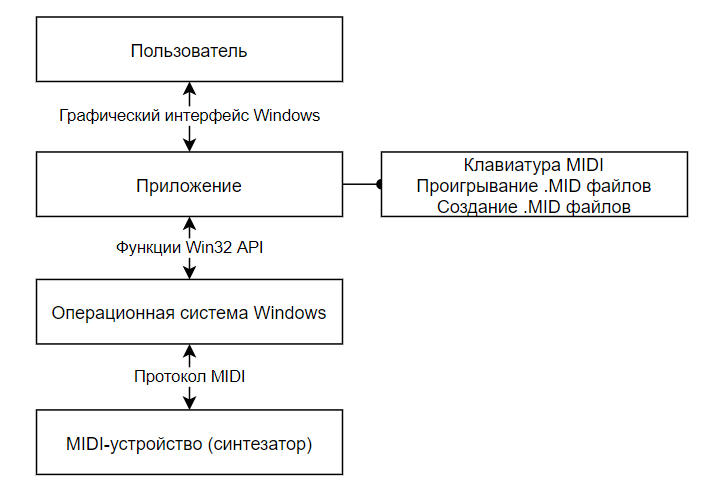 Пользователь
Графический интерфейс Windows
Приложение
Клавиатура MIDI
Проигрывание .MID файлов
Создание .MID файлов
Функции Win32 API
Операционная система Windows
Протокол MIDI
MIDI-устройство (синтезатор)